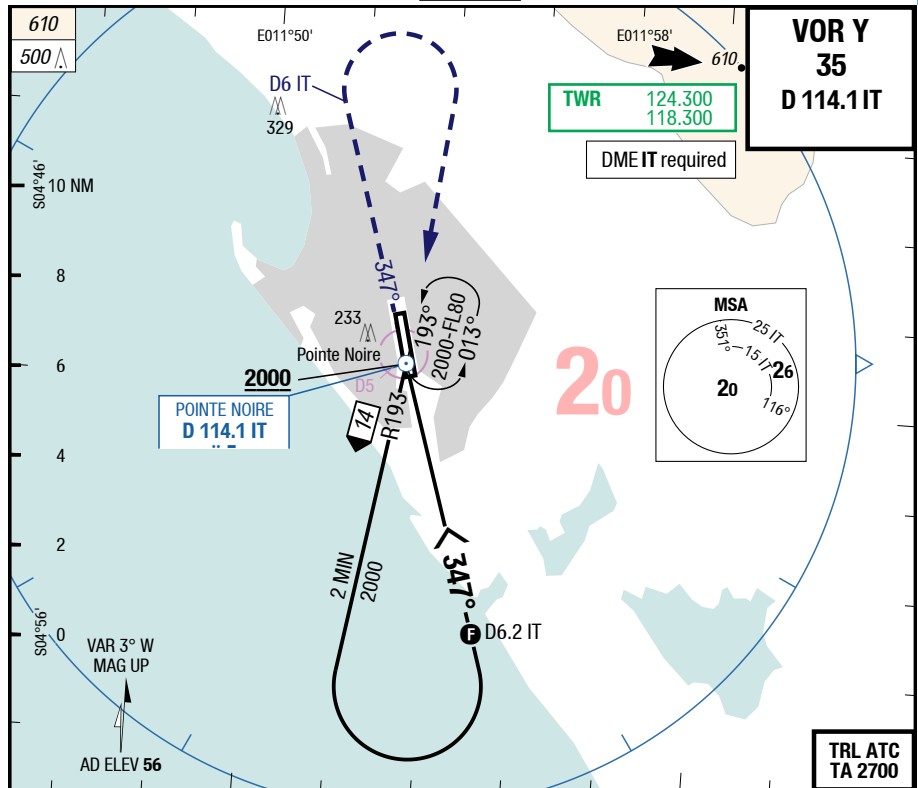 610
500
E011°50'
E011°58'
610
VOR Y
35
D 114.1 IT
D6 IT
329
TWR 124.300
118.300
DME IT required
S04°46'
10 NM
8
6
4
2
0
S04°56'
347°
233
Pointe Noire
D5
193°
2000-FL80
013°
2000
POINTE NOIRE
D 114.1 IT
14
R193
20
MSA
25 IT
351°
15 IT
26
20
116°
2 MIN
2000
347°
F D6.2 IT
VAR 3° W
MAG UP
AD ELEV 56
TRL ATC
TA 2700